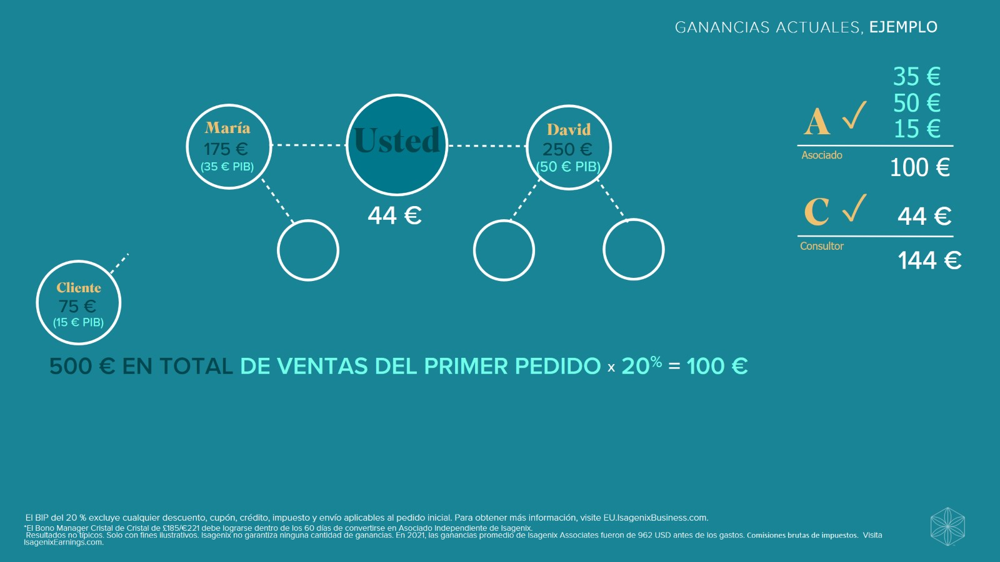 GANANCIAS ACTUALES, EJEMPLO
35 €
50 €
15 €
A ✓
Asociado
100 €
C ✓ 44 €
Consultor
144 €
María
175 €
(35 € PIB)
Usted
44 €
David
250 €
(50 € PIB)
Cliente
75 €
(15 € PIB)
500 € EN TOTAL DE VENTAS DEL PRIMER PEDIDO x 20% = 100 €
El BIP del 20 % excluye cualquier descuento, cupón, crédito, impuesto y envío aplicables al pedido inicial. Para obtener más información, visite EU.IsagenixBusiness.com.
*El Bono Manager Cristal de Cristal de £185/€221 debe lograrse dentro de los 60 días de convertirse en Asociado Independiente de Isagenix.
Resultados no típicos. Solo con fines ilustrativos. Isagenix no garantiza ninguna cantidad de ganancias. En 2021, las ganancias promedio de Isagenix Associates fueron de 962 USD antes de los gastos. Comisiones brutas de impuestos. Visita
IsagenixEarnings.com.